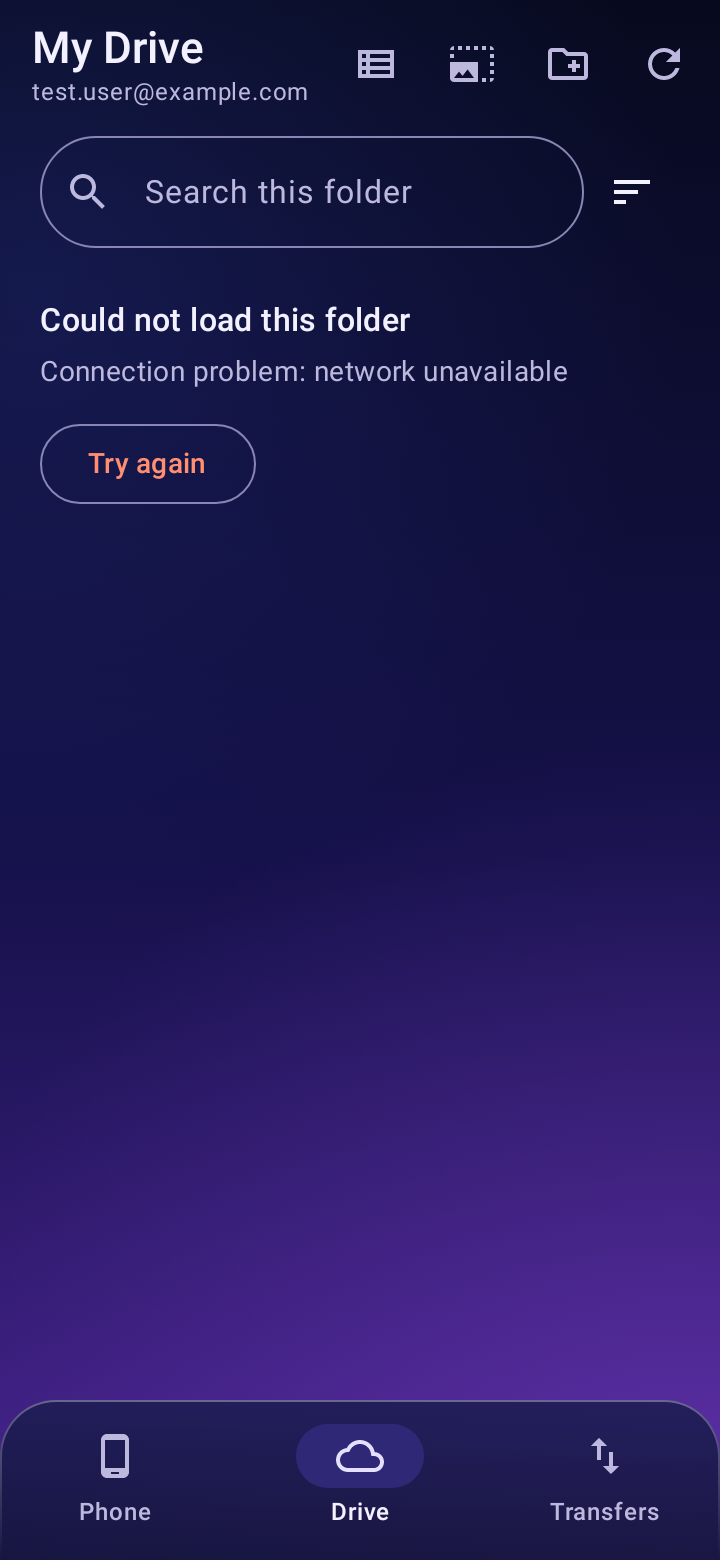 My Drive
test.user@example.com
Search this folder
Could not load this folder
Connection problem: network unavailable
Try again
Phone
Drive
Transfers